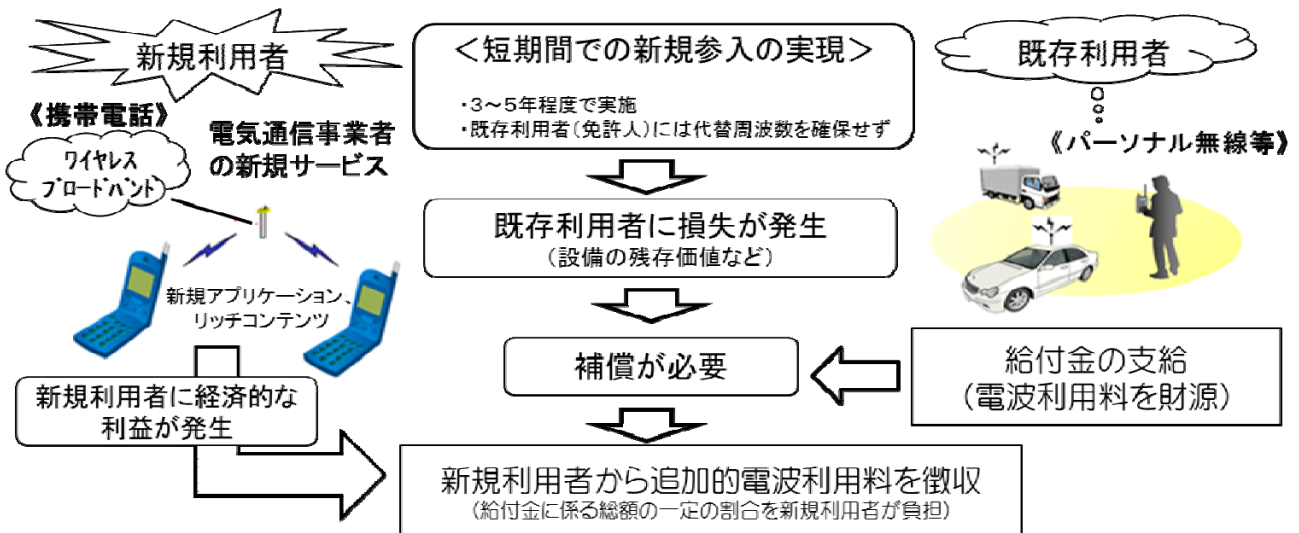 新規利用者
《携帯電話》
ワイヤレス
ブロードバンド
電気通信事業者
の新規サービス
新規アプリケーション、
リッチコンテンツ
新規利用者に経済的な
利益が発生
＜短期間での新規参入の実現＞
・３～５年程度で実施
・既存利用者（免許人）には代替周波数を確保せず
既存利用者に損失が発生
（設備の残存価値など）
補償が必要
新規利用者から追加的電波利用料を徴収
（給付金に係る総額の一定の割合を新規利用者が負担）
既存利用者
《パーソナル無線等》
給付金の支給
（電波利用料を財源）